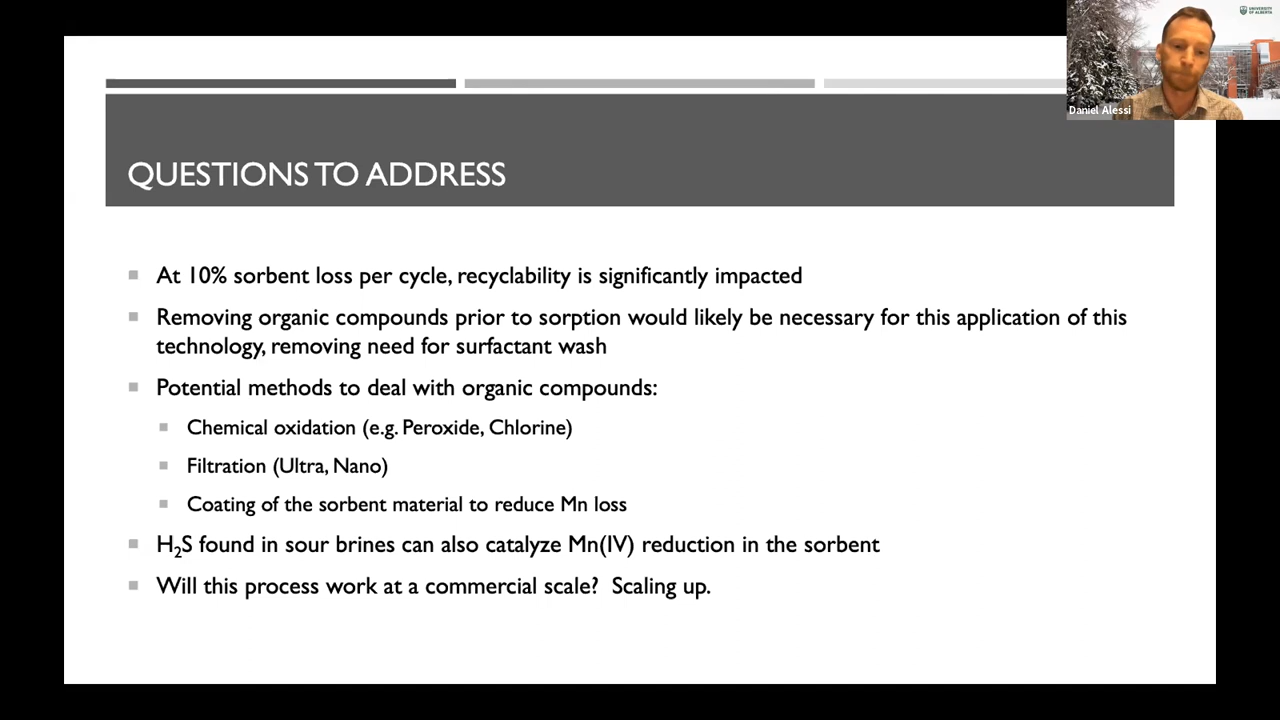 UNIVERSITY
OF ALBERTA
Daniel Alessi
QUESTIONS TO ADDRESS
At 10% sorbent loss per cycle, recyclability is significantly impacted
Removing organic compounds prior to sorption would likely be necessary for this application of this
technology, removing need for surfactant wash
Potential methods to deal with organic compounds:
Chemical oxidation (e.g. Peroxide, Chlorine)
Filtration (Ultra, Nano)
Coating of the sorbent material to reduce Mn loss
H₂S found in sour brines can also catalyze Mn(IV) reduction in the sorbent
Will this process work at a commercial scale? Scaling up.